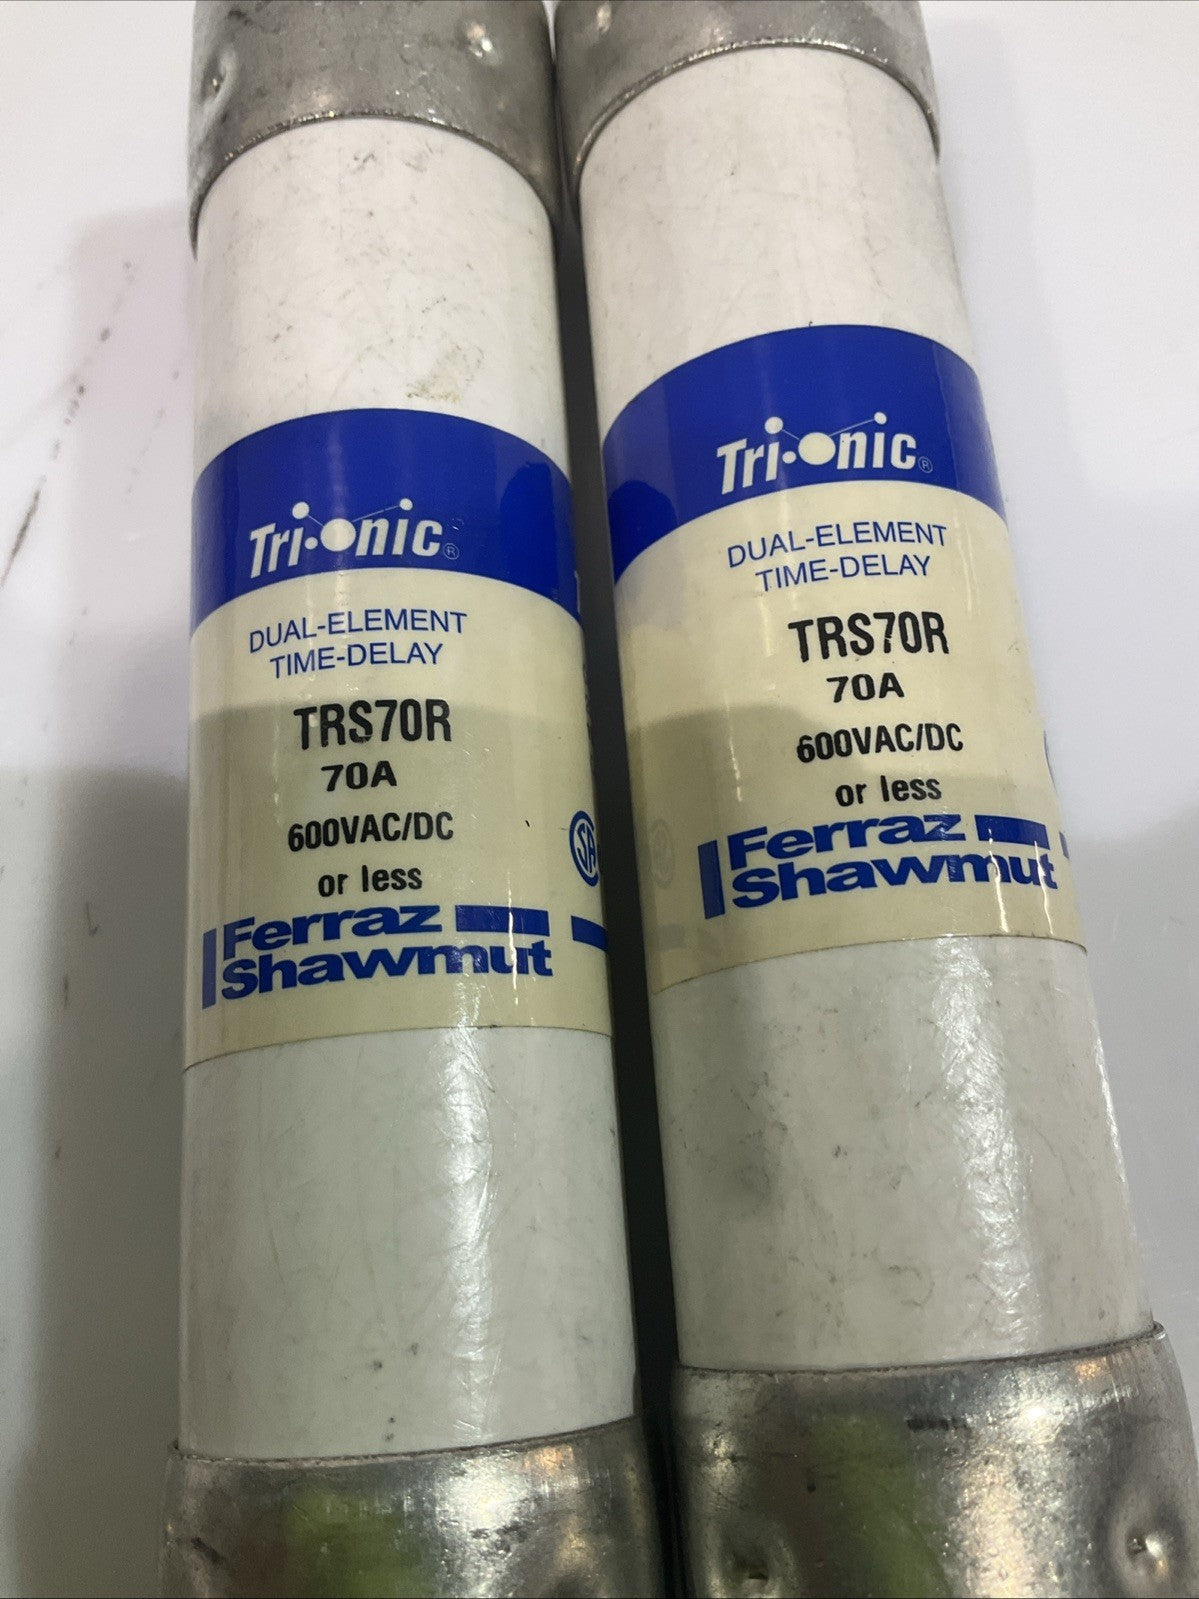 Tri-onic®
DUAL-ELEMENT
TIME-DELAY
TRS70R
70A
600VAC/DC
or less
Ferraz
Shawmut
SA
Tri-onic®
DUAL-ELEMENT
TIME-DELAY
TRS70R
70A
600VAC/DC
or less
Ferraz
Shawmut